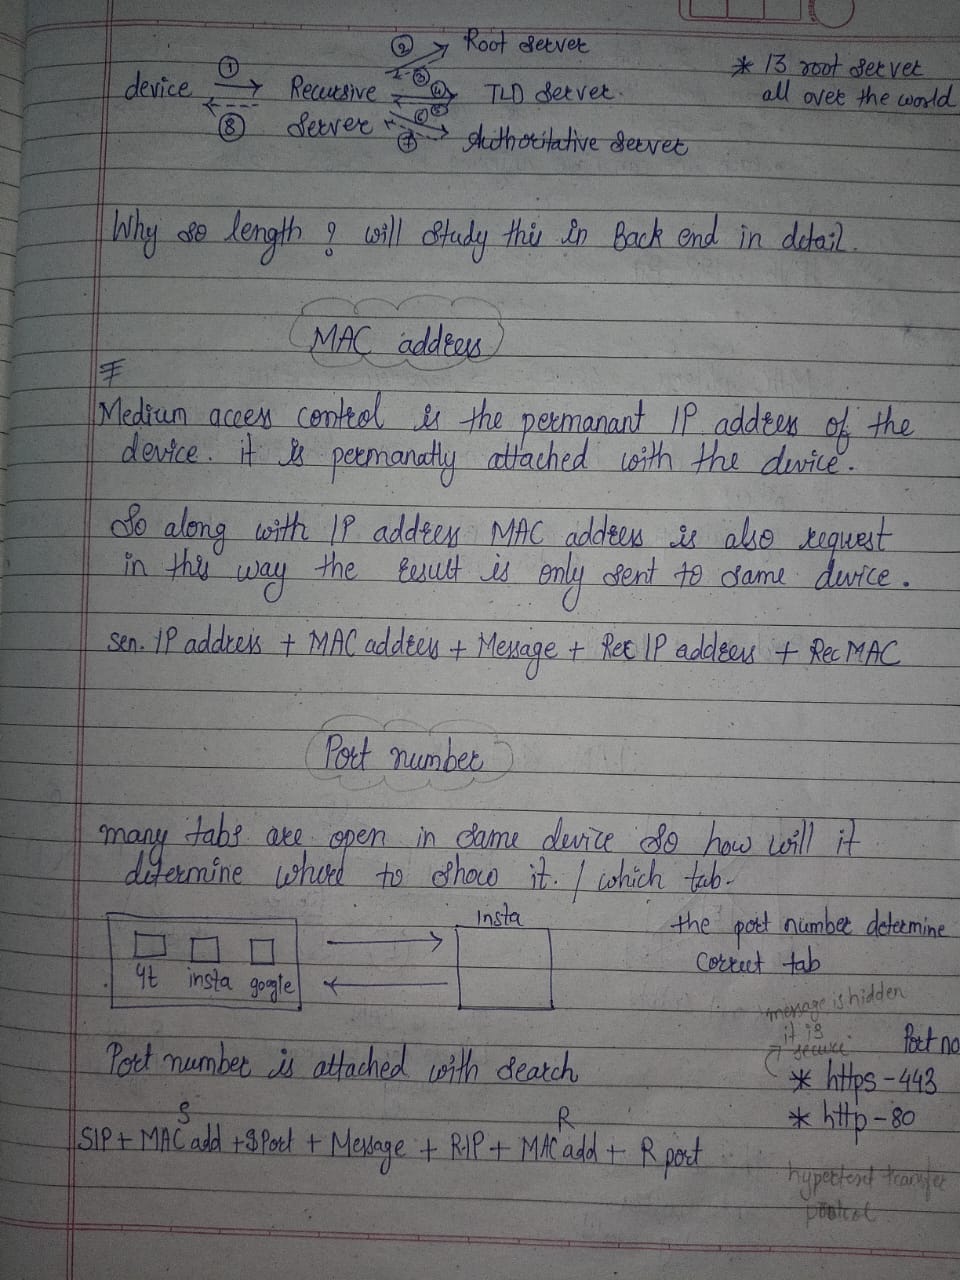 ② Root server
* 13 root server
all over the world
① device Recursive ③ ④ TLD server.
⑧ server ⑤ ⑥
⑦ Authoritative server
Why so length ? will study this in Back end in detail.
MAC address
Medium access control is the permanant IP address of the
device. it is permanatly attached with the device.
So along with IP address MAC address is also request
in this way the result is only sent to same device.
sen. IP address + MAC address + Message + Rec IP address + Rec MAC
Port number
many tabs are open in same device so how will it
determine where to show it. / which tab.
Insta
yt insta google
the port number determine
correct tab
message is hidden
it is
secure
Port no
Port number is attached with search
* https - 443
* http - 80
S R
SIP + MAC add + S Port + Message + R.IP + MAC add + R port
hypertext transfer